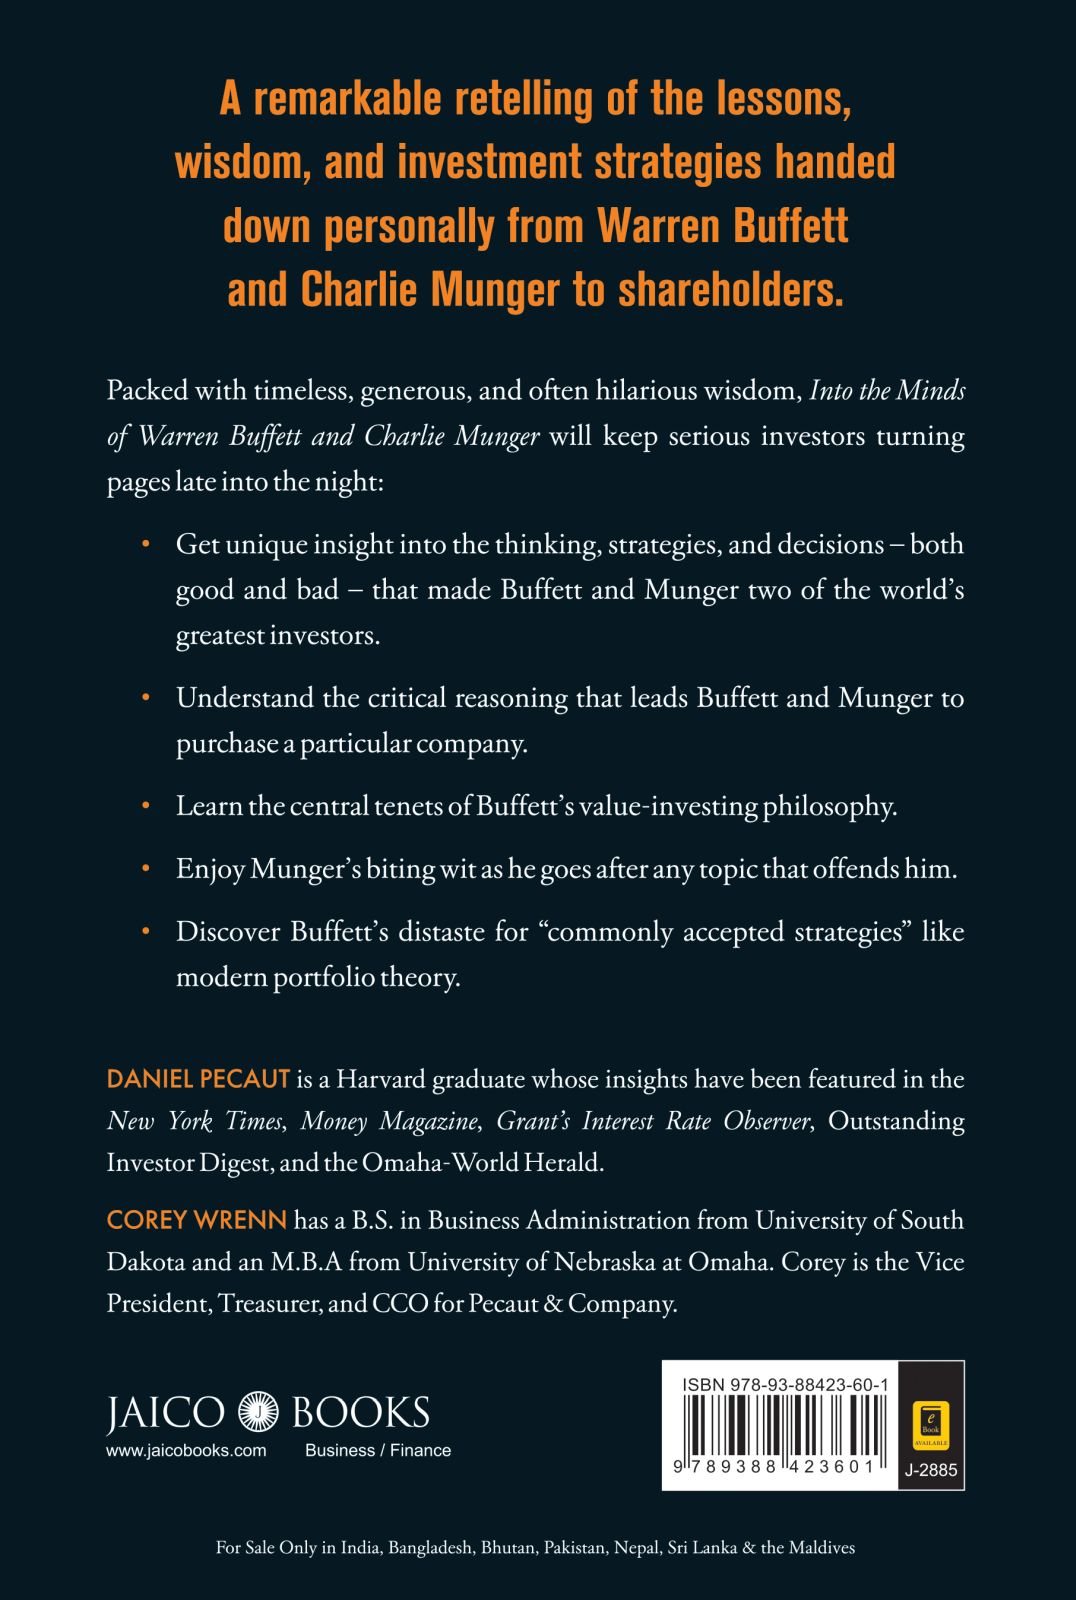 A remarkable retelling of the lessons,
wisdom, and investment strategies handed
down personally from Warren Buffett
and Charlie Munger to shareholders.
Packed with timeless, generous, and often hilarious wisdom, Into the Minds
of Warren Buffett and Charlie Munger will keep serious investors turning
pages late into the night:
• Get unique insight into the thinking, strategies, and decisions – both
good and bad – that made Buffett and Munger two of the world’s
greatest investors.
• Understand the critical reasoning that leads Buffett and Munger to
purchase a particular company.
• Learn the central tenets of Buffett’s value-investing philosophy.
• Enjoy Munger’s biting wit as he goes after any topic that offends him.
• Discover Buffett’s distaste for “commonly accepted strategies” like
modern portfolio theory.
DANIEL PECAUT is a Harvard graduate whose insights have been featured in the
New York Times, Money Magazine, Grant’s Interest Rate Observer, Outstanding
Investor Digest, and the Omaha-World Herald.
COREY WRENN has a B.S. in Business Administration from University of South
Dakota and an M.B.A from University of Nebraska at Omaha. Corey is the Vice
President, Treasurer, and CCO for Pecaut & Company.
JAICO J BOOKS
www.jaicobooks.com Business / Finance
ISBN 978-93-88423-60-1
9 789388 423601
e
Book
AVAILABLE
J-2885
For Sale Only in India, Bangladesh, Bhutan, Pakistan, Nepal, Sri Lanka & the Maldives